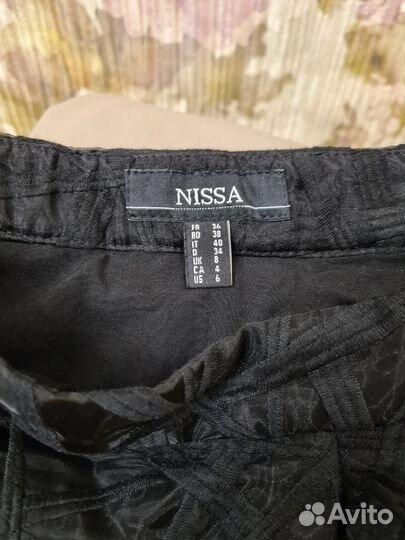 NISSA
FR 36
RO 38
IT 40
D 34
UK 8
CA 4
US 6
Avito